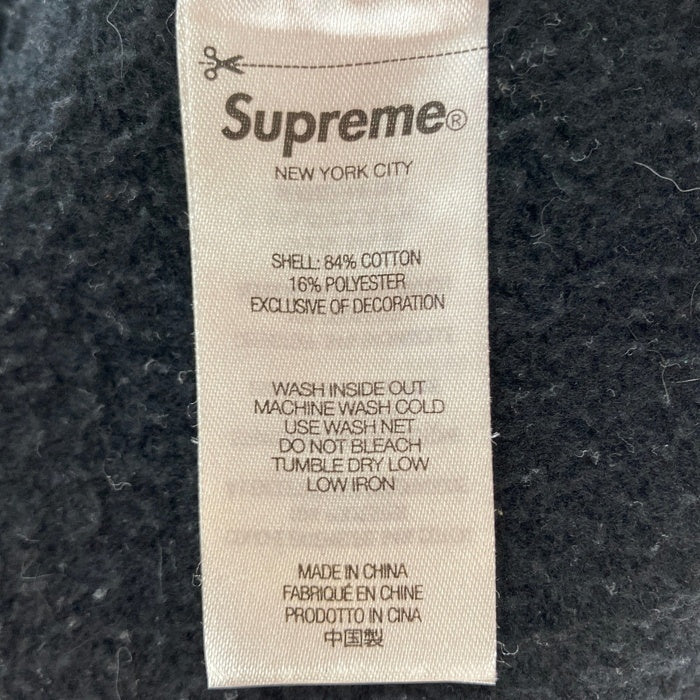 Supreme®
NEW YORK CITY
SHELL: 84% COTTON
16% POLYESTER
EXCLUSIVE OF DECORATION
WASH INSIDE OUT
MACHINE WASH COLD
USE WASH NET
DO NOT BLEACH
TUMBLE DRY LOW
LOW IRON
MADE IN CHINA
FABRIQUÉ EN CHINE
PRODOTTO IN CINA
中国製